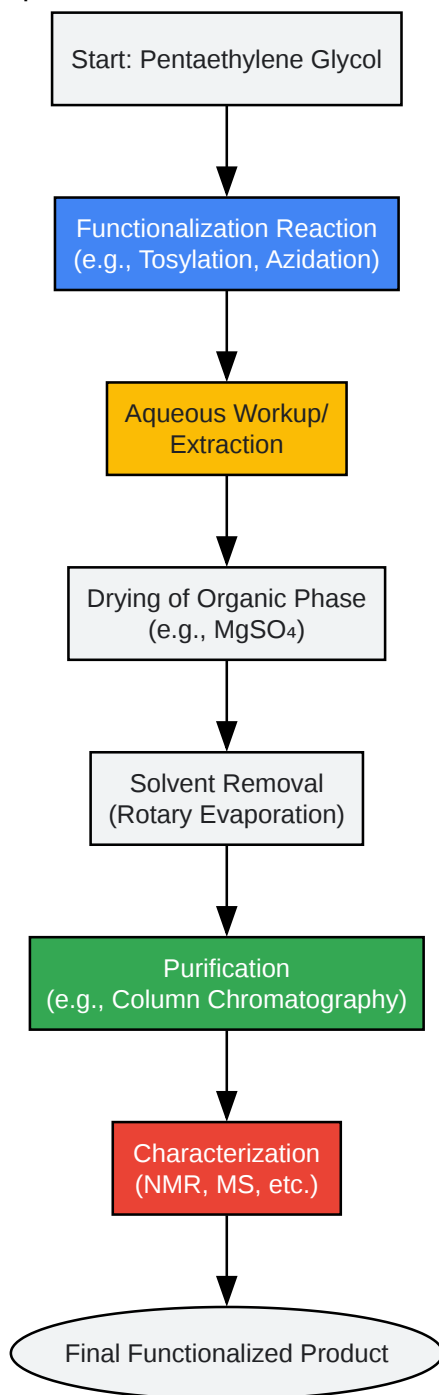 Start: Pentaethylene Glycol
Functionalization Reaction
(e.g., Tosylation, Azidation)
Aqueous Workup/
Extraction
Drying of Organic Phase
(e.g., MgSO₄)
Solvent Removal
(Rotary Evaporation)
Purification
(e.g., Column Chromatography)
Characterization
(NMR, MS, etc.)
Final Functionalized Product